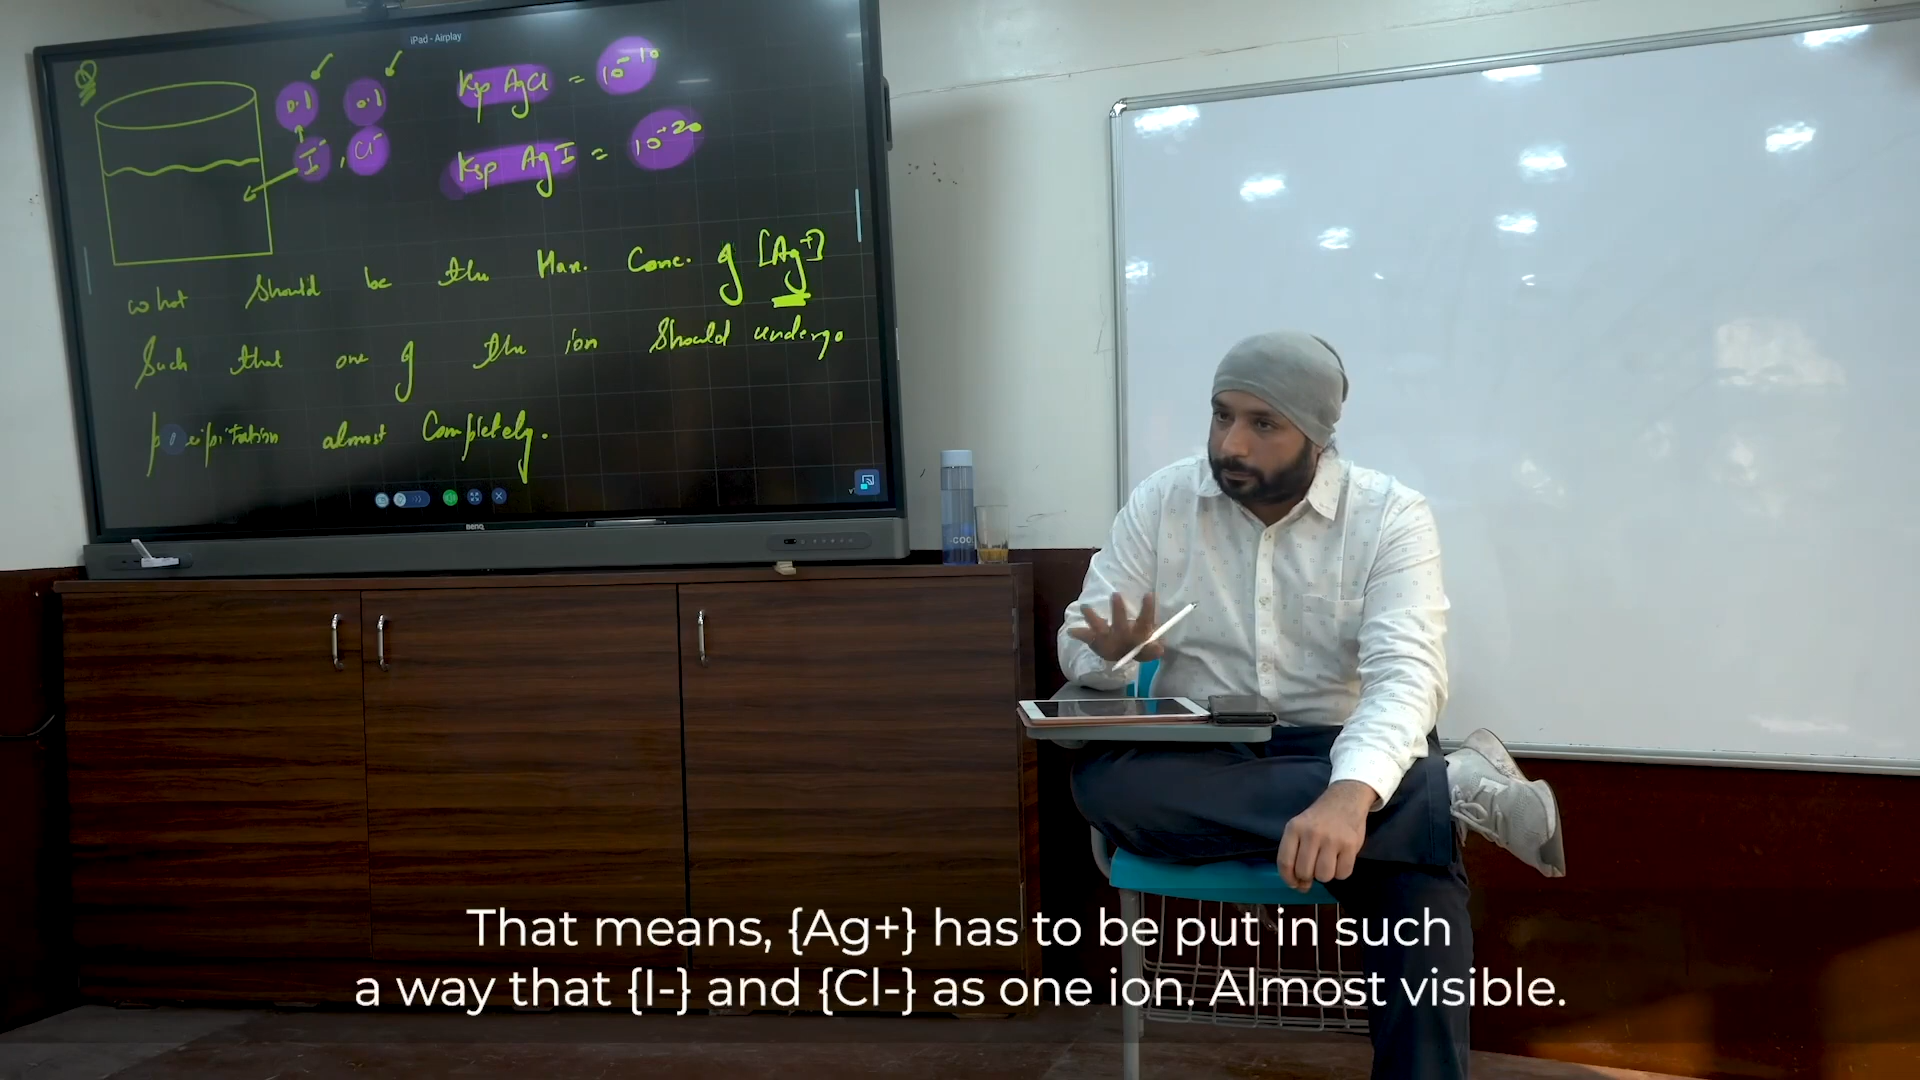 iPad - Airplay
Q
0.1 0.1
I⁻, Cl⁻
Ksp AgCl = 10⁻¹⁰
Ksp AgI = 10⁻²⁰
What should be the Max. Conc. of [Ag⁺]
Such that one of the ion should undergo
precipitation almost Completely.
BenQ
COOL
That means, {Ag+} has to be put in such
a way that {I-} and {Cl-} as one ion. Almost visible.